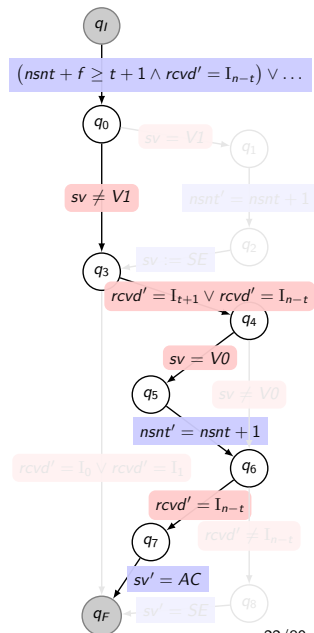 q_I
(nsnt + f ≥ t + 1 ∧ rcvd′ = I_{n−t}) ∨ …
q_0
sv = V1
q_1
sv ≠ V1
nsnt′ = nsnt + 1
q_2
sv := SE
q_3
rcvd′ = I_{t+1} ∨ rcvd′ = I_{n−t}
q_4
sv = V0
q_5
sv ≠ V0
nsnt′ = nsnt + 1
rcvd′ = I_0 ∨ rcvd′ = I_1
q_6
rcvd′ = I_{n−t}
q_7
rcvd′ ≠ I_{n−t}
sv′ = AC
q_8
sv′ = SE
q_F